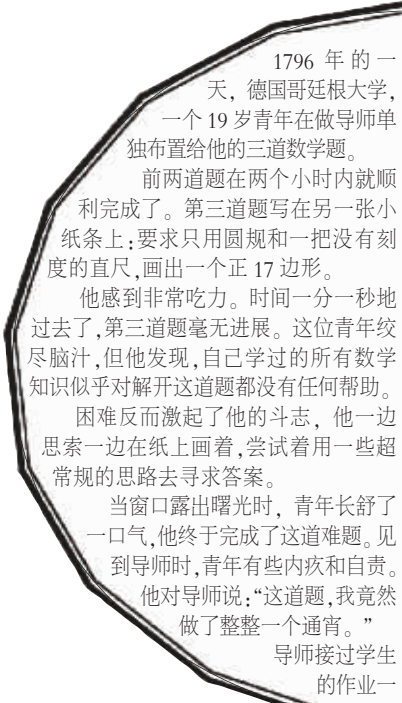 1796 年的一
天，德国哥廷根大学，
一个 19 岁青年在做导师单
独布置给他的三道数学题。
前两道题在两个小时内就顺
利完成了。第三道题写在另一张小
纸条上：要求只用圆规和一把没有刻
度的直尺，画出一个正 17 边形。
他感到非常吃力。时间一分一秒地
过去了，第三道题毫无进展。这位青年绞
尽脑汁，但他发现，自己学过的所有数学
知识似乎对解开这道题都没有任何帮助。
困难反而激起了他的斗志，他一边
思索一边在纸上画着，尝试着用一些超
常规的思路去寻求答案。
当窗口露出曙光时，青年长舒了
一口气，他终于完成了这道难题。见
到导师时，青年有些内疚和自责。
他对导师说：“这道题，我竟然
做了整整一个通宵。”
导师接过学生
的作业一